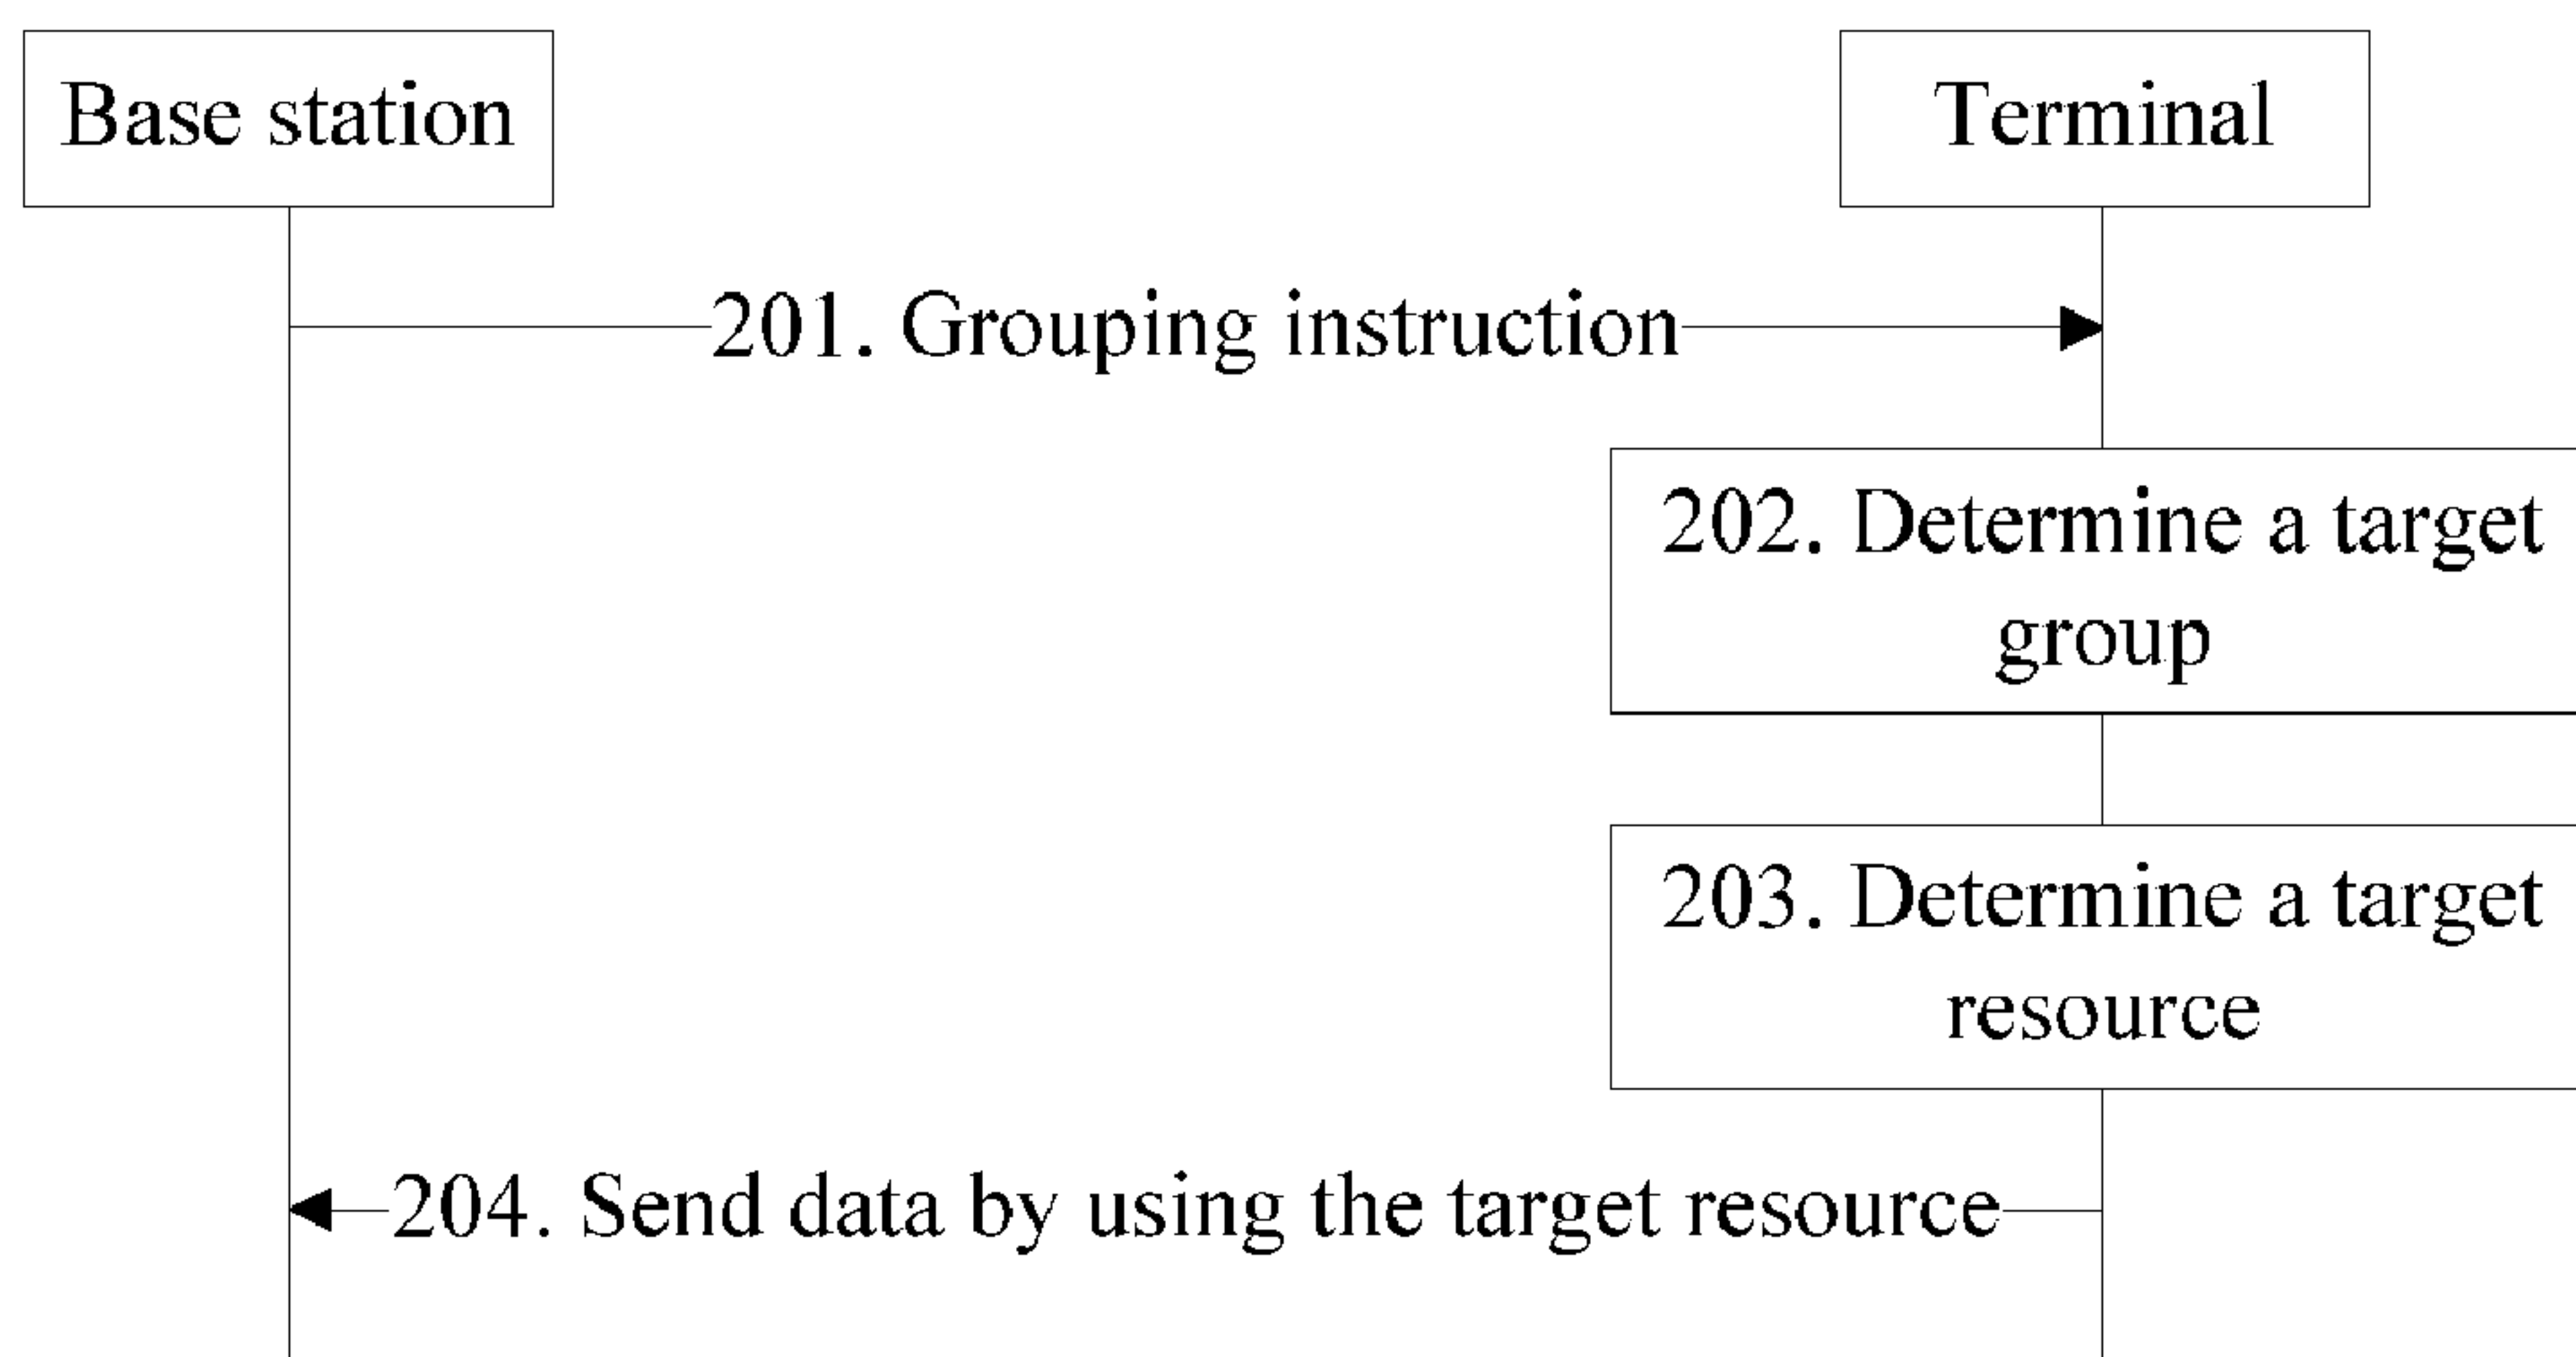 Base station
Terminal
201. Grouping instruction
202. Determine a target
group
203. Determine a target
resource
204. Send data by using the target resource